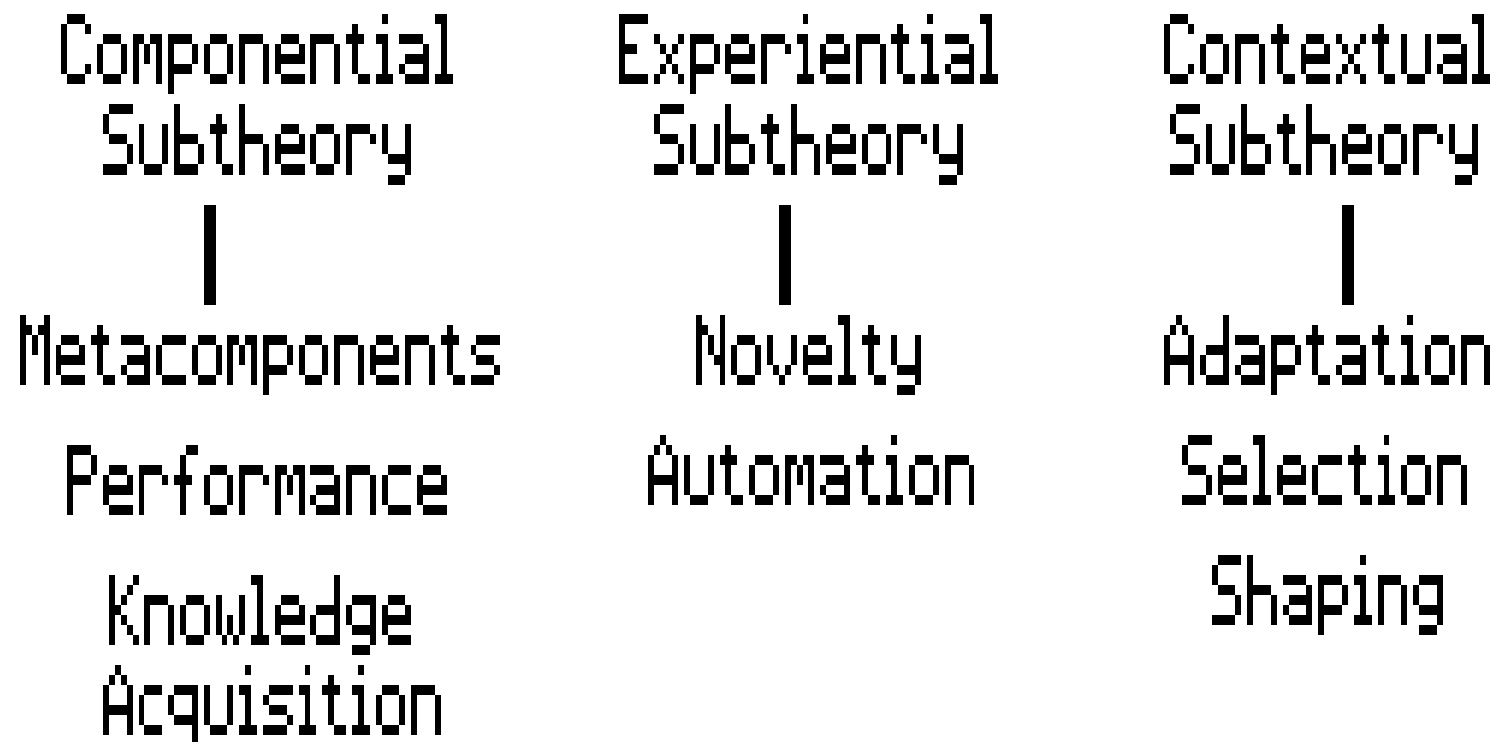 Componential
Subtheory
Metacomponents
Performance
Knowledge
Acquisition
Experiential
Subtheory
Novelty
Automation
Contextual
Subtheory
Adaptation
Selection
Shaping